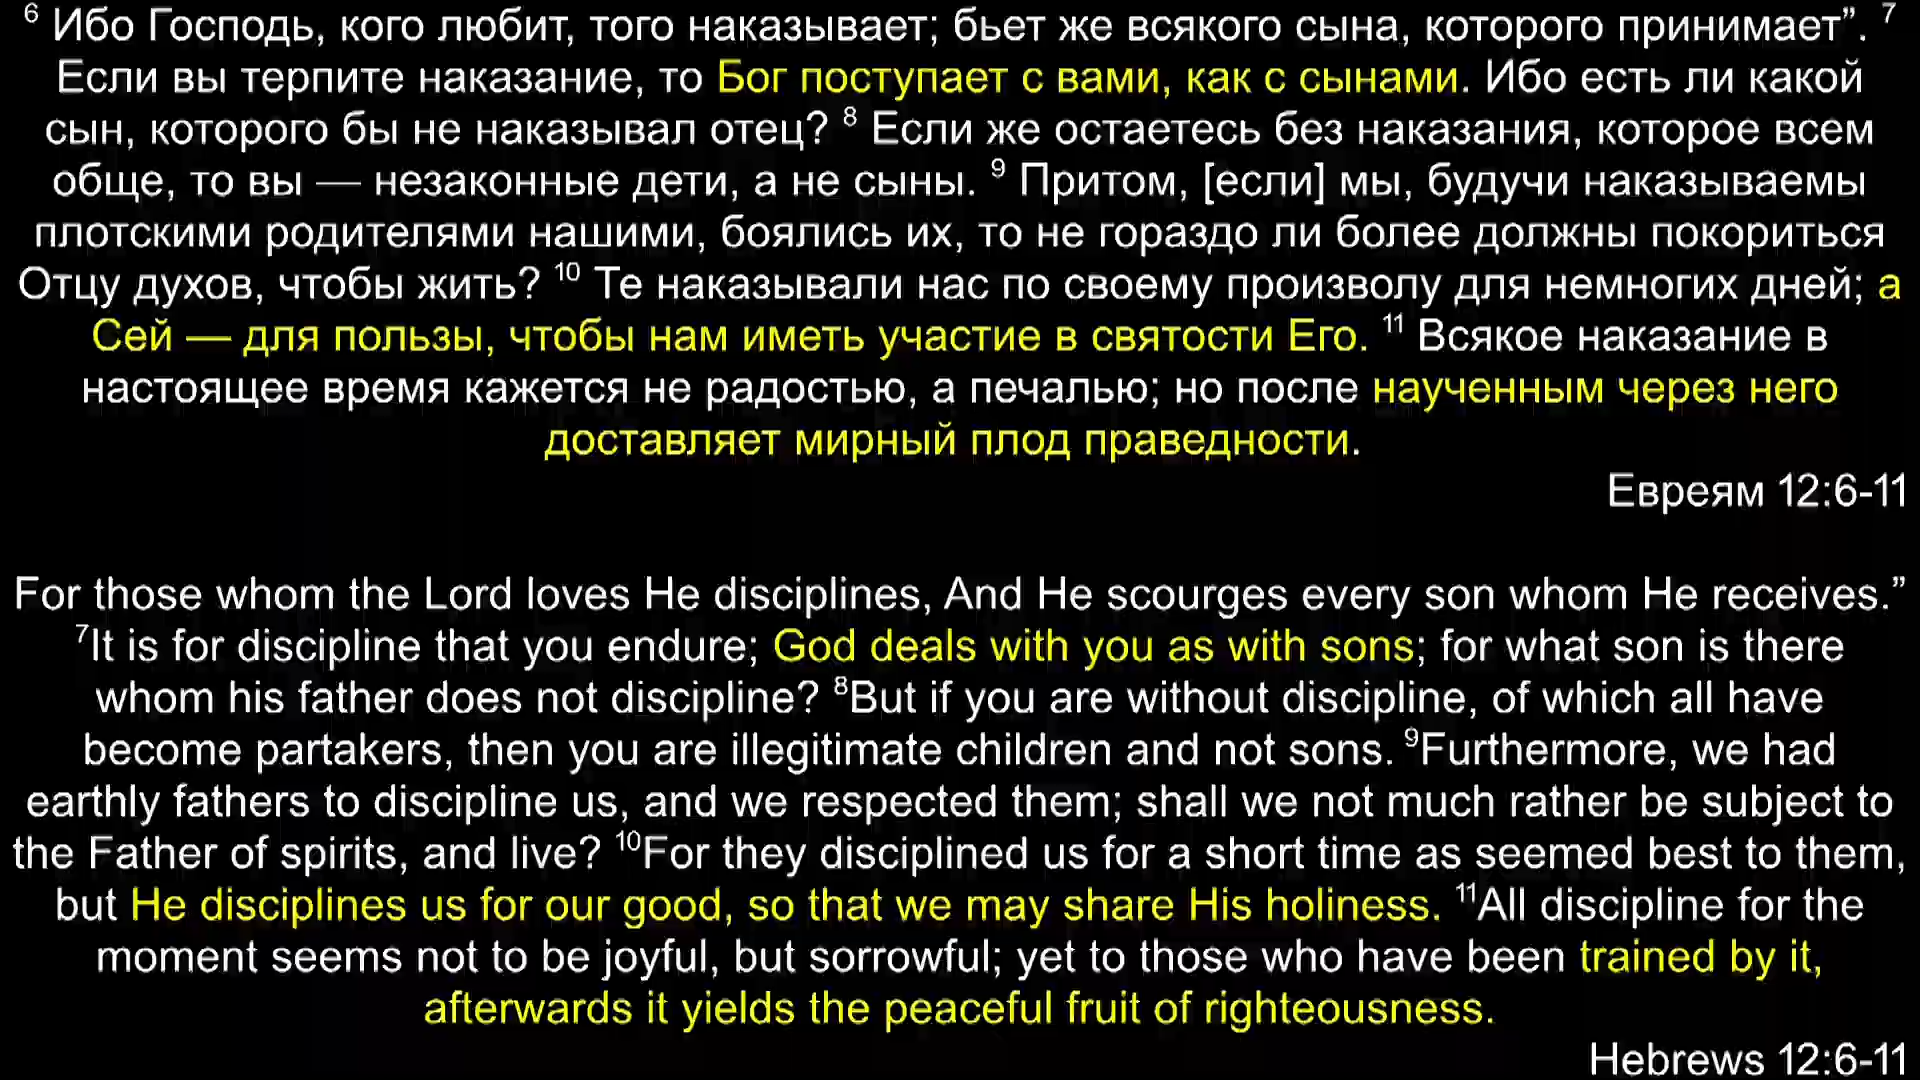 6 Ибо Господь, кого любит, того наказывает; бьет же всякого сына, которого принимает”. 7
Если вы терпите наказание, то Бог поступает с вами, как с сынами. Ибо есть ли какой
сын, которого бы не наказывал отец? 8 Если же остаетесь без наказания, которое всем
обще, то вы — незаконные дети, а не сыны. 9 Притом, [если] мы, будучи наказываемы
плотскими родителями нашими, боялись их, то не гораздо ли более должны покориться
Отцу духов, чтобы жить? 10 Те наказывали нас по своему произволу для немногих дней; а
Сей — для пользы, чтобы нам иметь участие в святости Его. 11 Всякое наказание в
настоящее время кажется не радостью, а печалью; но после наученным через него
доставляет мирный плод праведности.
Евреям 12:6-11
For those whom the Lord loves He disciplines, And He scourges every son whom He receives.”
7It is for discipline that you endure; God deals with you as with sons; for what son is there
whom his father does not discipline? 8But if you are without discipline, of which all have
become partakers, then you are illegitimate children and not sons. 9Furthermore, we had
earthly fathers to discipline us, and we respected them; shall we not much rather be subject to
the Father of spirits, and live? 10For they disciplined us for a short time as seemed best to them,
but He disciplines us for our good, so that we may share His holiness. 11All discipline for the
moment seems not to be joyful, but sorrowful; yet to those who have been trained by it,
afterwards it yields the peaceful fruit of righteousness.
Hebrews 12:6-11